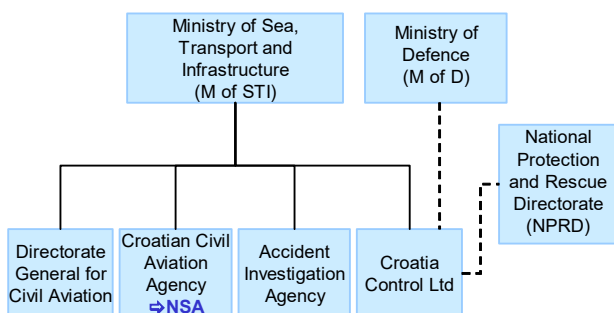 Ministry of Sea,
Transport and
Infrastructure
(M of STI)
Ministry of
Defence
(M of D)
National
Protection
and Rescue
Directorate
(NPRD)
Directorate
General for
Civil Aviation
Croatian Civil
Aviation
Agency
⇨NSA
Accident
Investigation
Agency
Croatia
Control Ltd